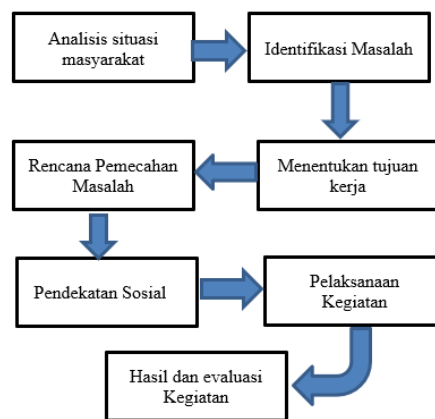 Analisis situasi
masyarakat
Identifikasi Masalah
Menentukan tujuan
kerja
Rencana Pemecahan
Masalah
Pendekatan Sosial
Pelaksanaan
Kegiatan
Hasil dan evaluasi
Kegiatan